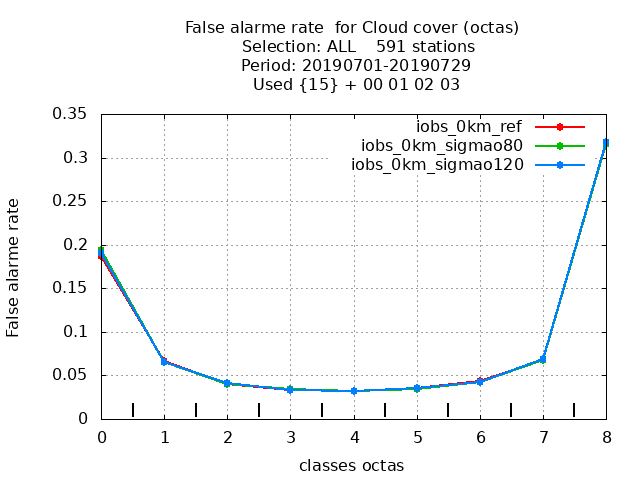 False alarme rate  for Cloud cover (octas)
Selection: ALL    591 stations
Period: 20190701-20190729
Used {15} + 00 01 02 03
iobs_0km_ref
iobs_0km_sigmao80
iobs_0km_sigmao120
False alarme rate
0.35
0.3
0.25
0.2
0.15
0.1
0.05
0
0 1 2 3 4 5 6 7 8
classes octas